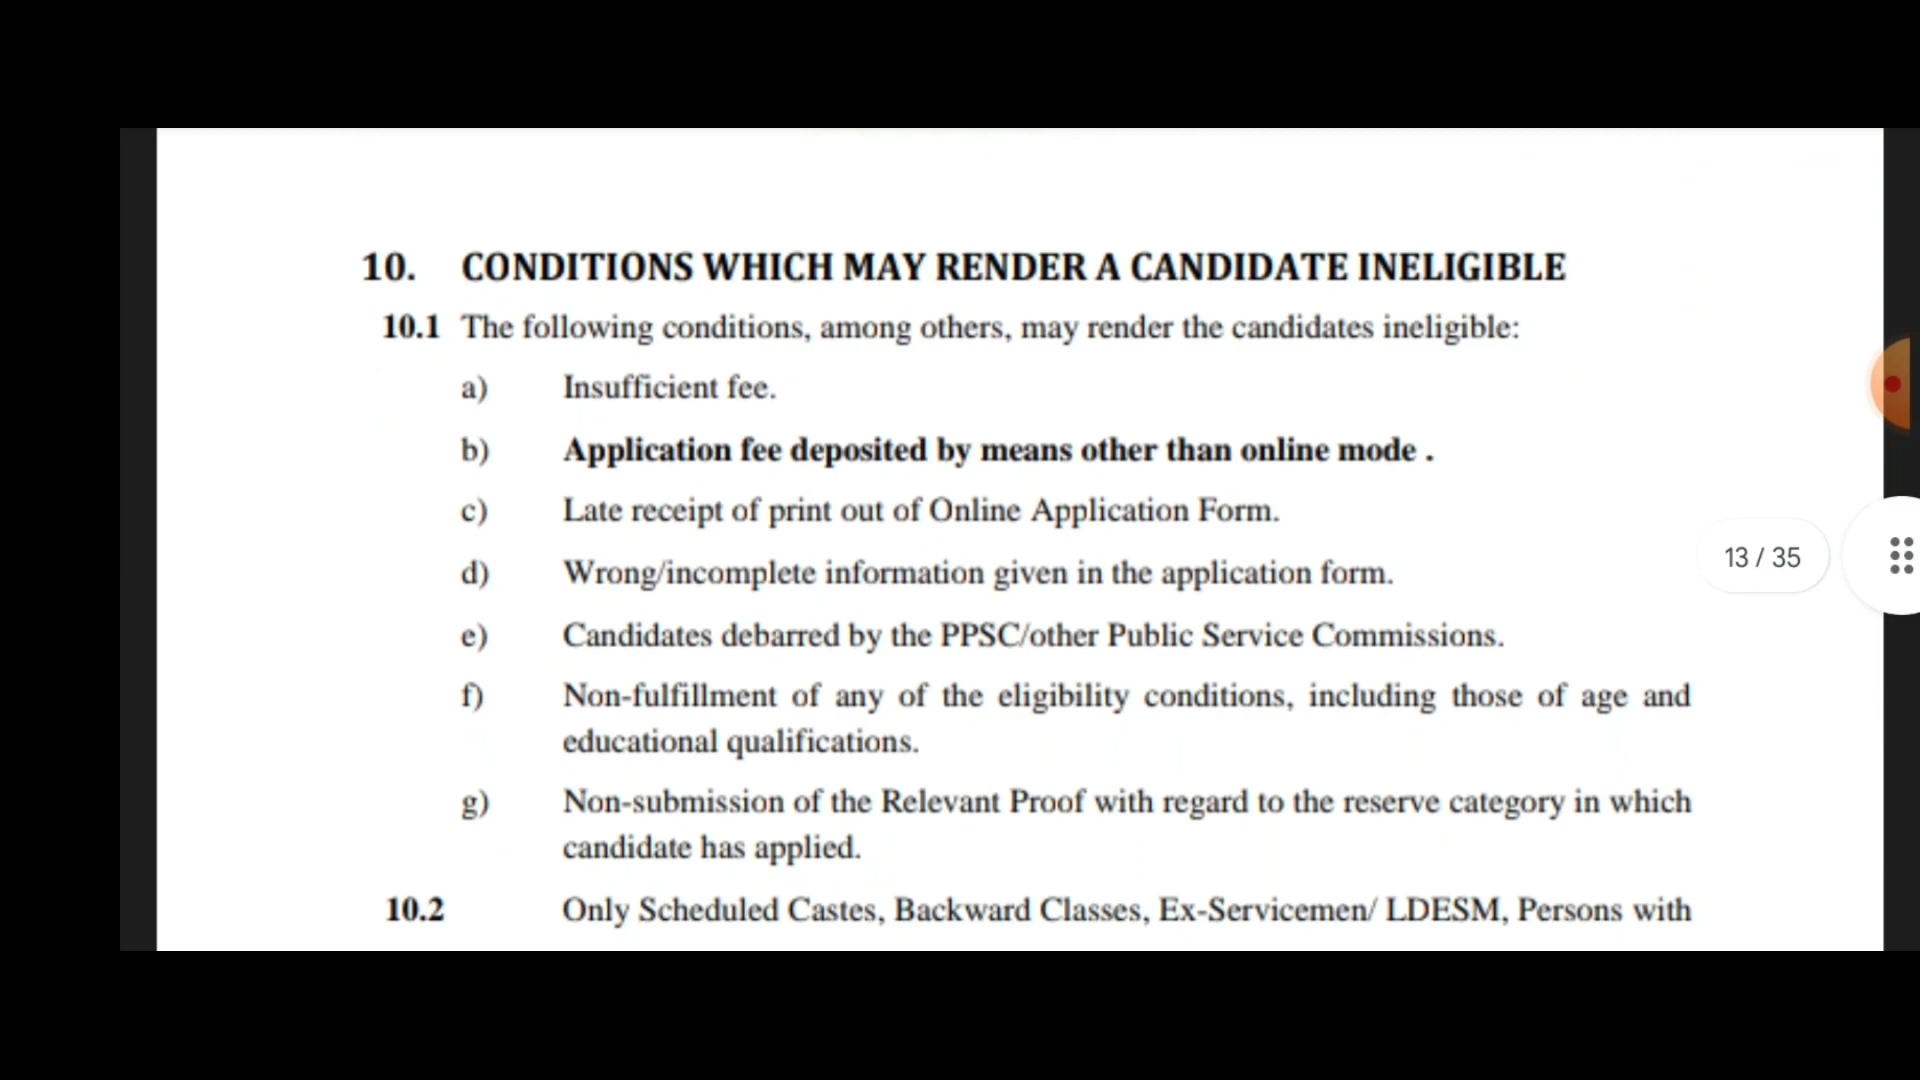 10. CONDITIONS WHICH MAY RENDER A CANDIDATE INELIGIBLE
10.1 The following conditions, among others, may render the candidates ineligible:
a) Insufficient fee.
b) Application fee deposited by means other than online mode .
c) Late receipt of print out of Online Application Form.
d) Wrong/incomplete information given in the application form.
13 / 35
e) Candidates debarred by the PPSC/other Public Service Commissions.
f) Non-fulfillment of any of the eligibility conditions, including those of age and
educational qualifications.
g) Non-submission of the Relevant Proof with regard to the reserve category in which
candidate has applied.
10.2 Only Scheduled Castes, Backward Classes, Ex-Servicemen/ LDESM, Persons with